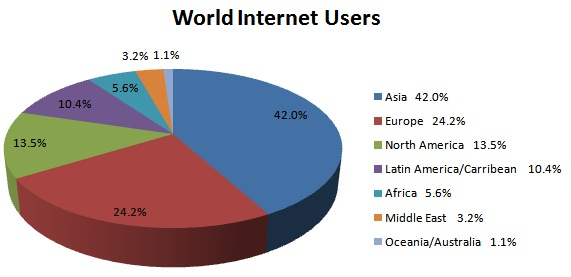 World Internet Users
3.2% 1.1%
5.6%
10.4%
42.0%
13.5%
24.2%
Asia 42.0%
Europe 24.2%
North America 13.5%
Latin America/Carribean 10.4%
Africa 5.6%
Middle East 3.2%
Oceania/Australia 1.1%